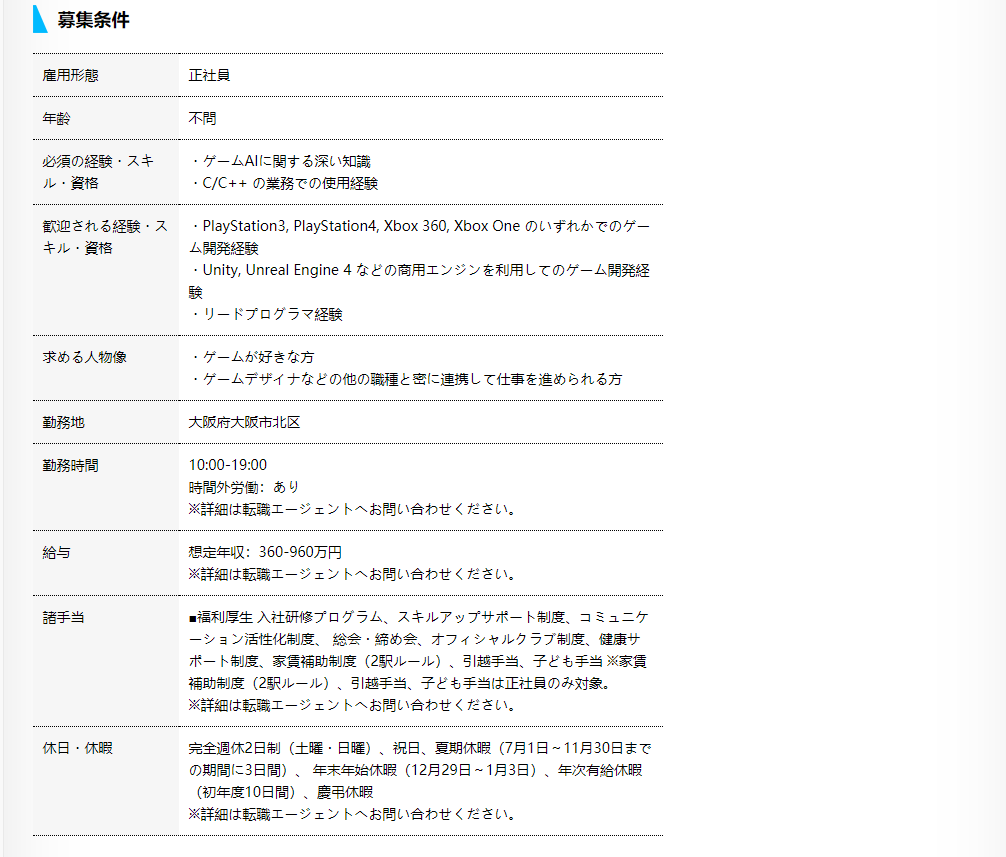 募集条件
雇用形態
正社員
年齢
不問
必須の経験・スキ
ル・資格
・ゲームAIに関する深い知識
・C/C++ の業務での使用経験
歓迎される経験・ス
キル・資格
・PlayStation3, PlayStation4, Xbox 360, Xbox One のいずれかでのゲー
ム開発経験
・Unity, Unreal Engine 4 などの商用エンジンを利用してのゲーム開発経
験
・リードプログラマ経験
求める人物像
・ゲームが好きな方
・ゲームデザイナなどの他の職種と密に連携して仕事を進められる方
勤務地
大阪府大阪市北区
勤務時間
10:00-19:00
時間外労働：あり
※詳細は転職エージェントへお問い合わせください。
給与
想定年収：360-960万円
※詳細は転職エージェントへお問い合わせください。
諸手当
■福利厚生 入社研修プログラム、スキルアップサポート制度、コミュニケ
ーション活性化制度、 総会・締め会、オフィシャルクラブ制度、健康サ
ポート制度、家賃補助制度（2駅ルール）、引越手当、子ども手当 ※家賃
補助制度（2駅ルール）、引越手当、子ども手当は正社員のみ対象。
※詳細は転職エージェントへお問い合わせください。
休日・休暇
完全週休2日制（土曜・日曜）、祝日、夏期休暇（7月1日～11月30日まで
の期間に3日間）、 年末年始休暇（12月29日～1月3日）、年次有給休暇
（初年度10日間）、慶弔休暇
※詳細は転職エージェントへお問い合わせください。